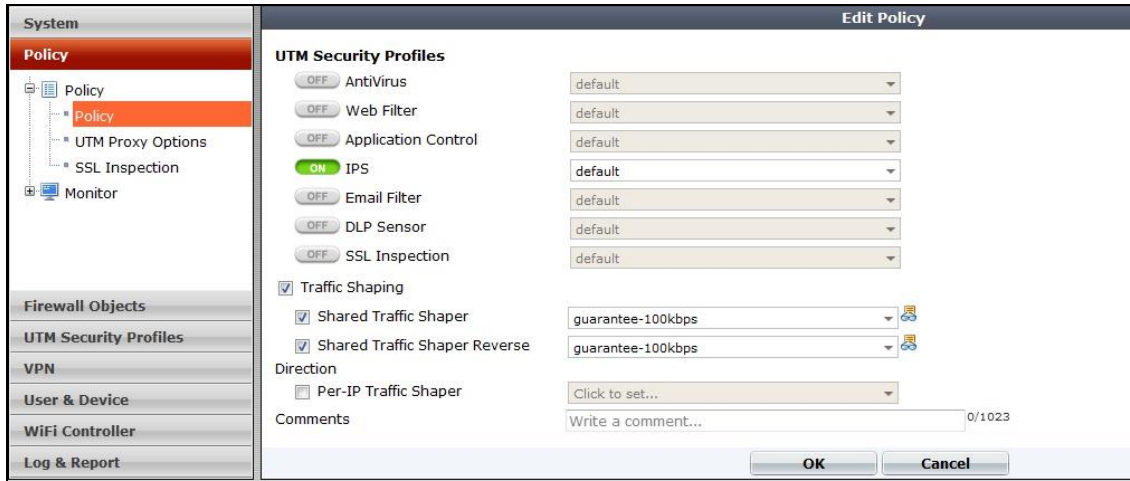 System
Policy
Policy
Policy
UTM Proxy Options
SSL Inspection
Monitor
Firewall Objects
UTM Security Profiles
VPN
User & Device
WiFi Controller
Log & Report
Edit Policy
UTM Security Profiles
OFF AntiVirus default
OFF Web Filter default
OFF Application Control default
ON IPS default
OFF Email Filter default
OFF DLP Sensor default
OFF SSL Inspection default
Traffic Shaping
Shared Traffic Shaper guarantee-100kbps
Shared Traffic Shaper Reverse guarantee-100kbps
Direction
Per-IP Traffic Shaper Click to set...
Comments Write a comment... 0/1023
OK Cancel